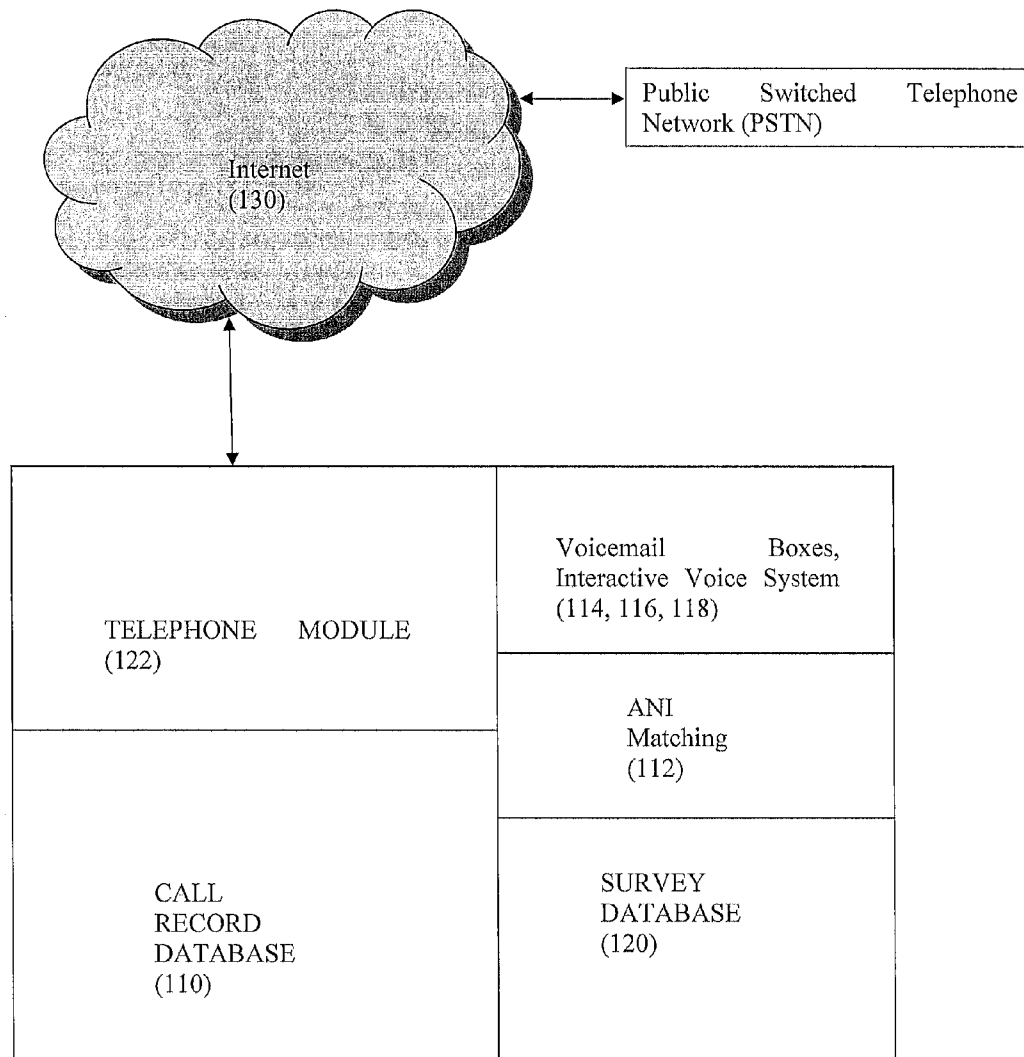 Public Switched Telephone
Network (PSTN)
Internet
(130)
Voicemail Boxes,
Interactive Voice System
(114, 116, 118)
TELEPHONE MODULE
(122)
ANI
Matching
(112)
CALL
RECORD
DATABASE
(110)
SURVEY
DATABASE
(120)